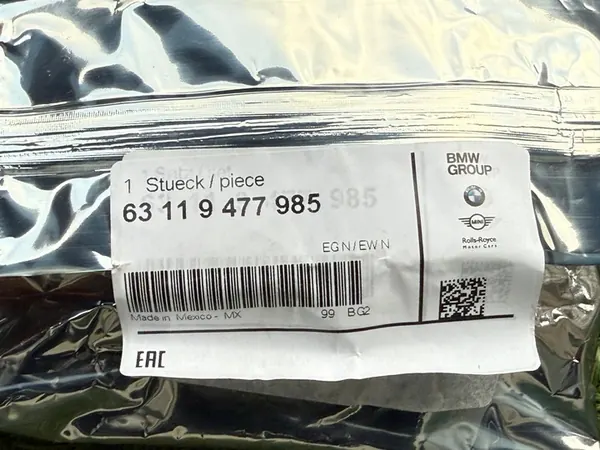 1 Stueck / piece
63 11 9 477 985
EGN/EWN
Made in Mexico - MX 99 BG2
EAC
BMW
GROUP
MINI
Rolls-Royce
Motor Cars